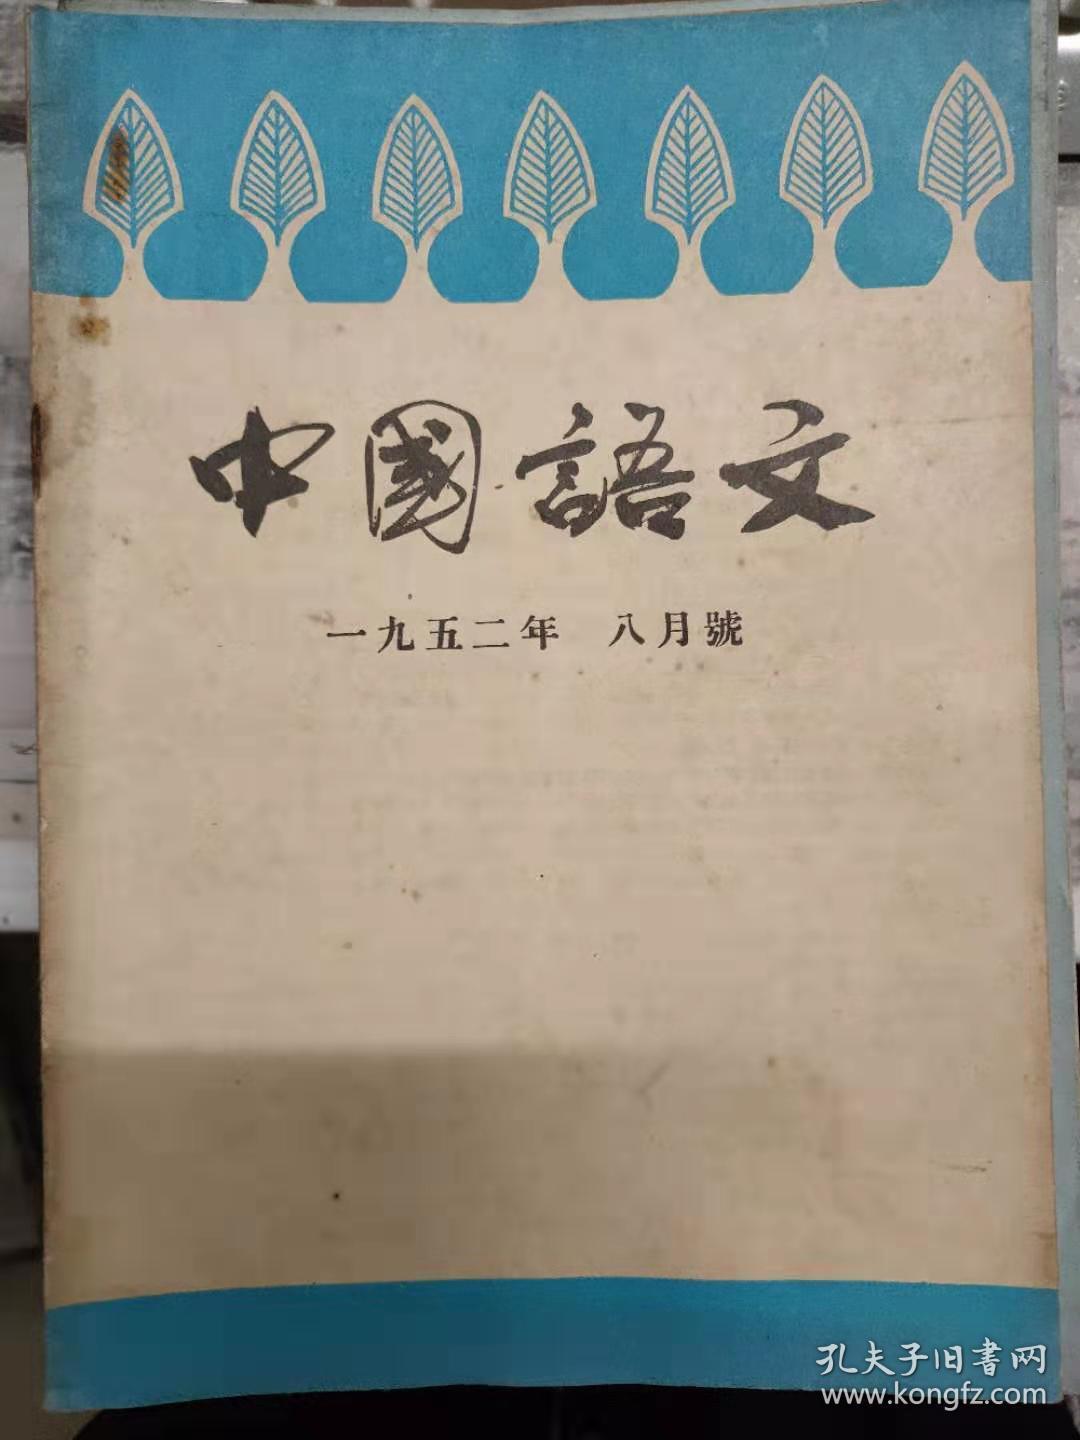 中國語文
一九五二年 八月號
孔夫子旧書网
www.kongfz.com